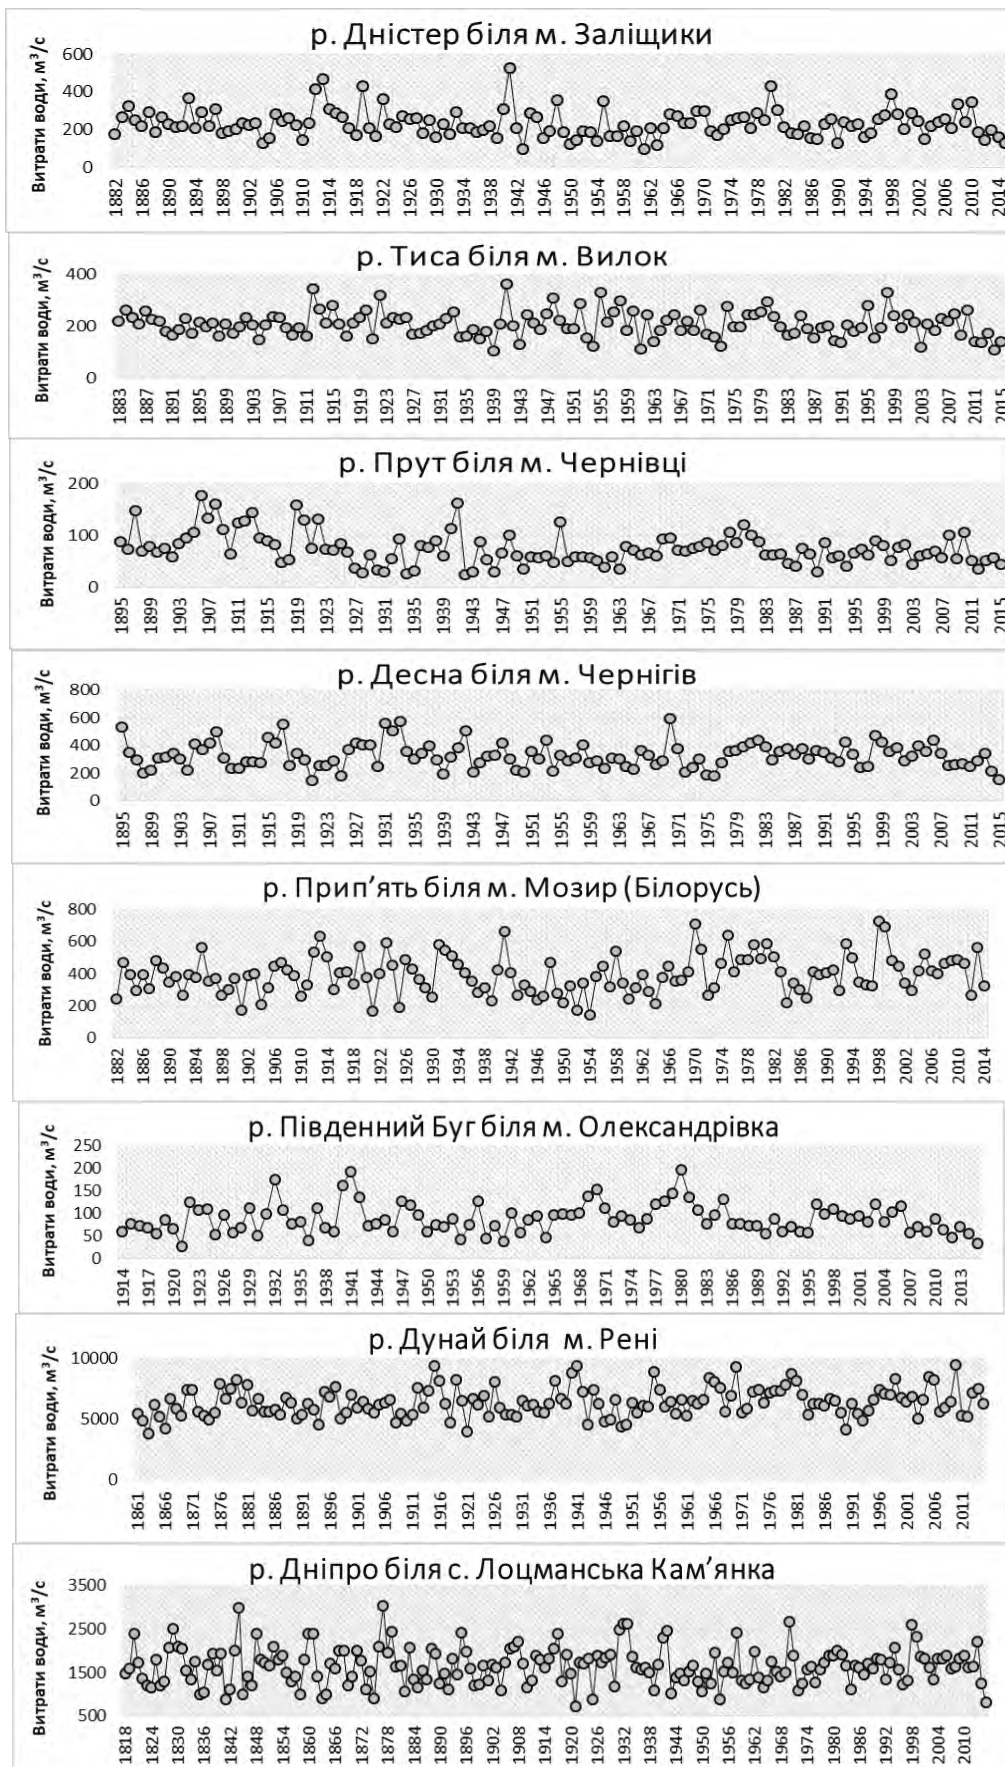 р. Дністер біля м. Заліщики
Витрати води, м³/с
600
400
200
0
1882 1886 1890 1894 1898 1902 1906 1910 1914 1918 1922 1926 1930 1934 1938 1942 1946 1950 1954 1958 1962 1966 1970 1974 1978 1982 1986 1990 1994 1998 2002 2006 2010 2014
р. Тиса біля м. Вилок
Витрати води, м³/с
400
200
0
1883 1887 1891 1895 1899 1903 1907 1911 1915 1919 1923 1927 1931 1935 1939 1943 1947 1951 1955 1959 1963 1967 1971 1975 1979 1983 1987 1991 1995 1999 2003 2007 2011 2015
р. Прут біля м. Чернівці
Витрати води, м³/с
200
100
0
1895 1899 1903 1907 1911 1915 1919 1923 1927 1931 1935 1939 1943 1947 1951 1955 1959 1963 1967 1971 1975 1979 1983 1987 1991 1995 1999 2003 2007 2011 2015
р. Десна біля м. Чернігів
Витрати води, м³/с
800
600
400
200
0
1895 1899 1903 1907 1911 1915 1919 1923 1927 1931 1935 1939 1943 1947 1951 1955 1959 1963 1967 1971 1975 1979 1983 1987 1991 1995 1999 2003 2007 2011 2015
р. Прип’ять біля м. Мозир (Білорусь)
Витрати води, м³/с
800
600
400
200
0
1882 1886 1890 1894 1898 1902 1906 1910 1914 1918 1922 1926 1930 1934 1938 1942 1946 1950 1954 1958 1962 1966 1970 1974 1978 1982 1986 1990 1994 1998 2002 2006 2010 2014
р. Південний Буг біля м. Олександрівка
Витрати води, м³/с
250
200
150
100
50
0
1914 1917 1920 1923 1926 1929 1932 1935 1938 1941 1944 1947 1950 1953 1956 1959 1962 1965 1968 1971 1974 1977 1980 1983 1986 1989 1992 1995 1998 2001 2004 2007 2010 2013
р. Дунай біля м. Рені
Витрати води, м³/с
10000
5000
0
1861 1866 1871 1876 1881 1886 1891 1896 1901 1906 1911 1916 1921 1926 1931 1936 1941 1946 1951 1956 1961 1966 1971 1976 1981 1986 1991 1996 2001 2006 2011
р. Дніпро біля с. Лоцманська Кам’янка
Витрати води, м³/с
3500
2500
1500
500
1818 1824 1830 1836 1842 1848 1854 1860 1866 1872 1878 1884 1890 1896 1902 1908 1914 1920 1926 1932 1938 1944 1950 1956 1962 1968 1974 1980 1986 1992 1998 2004 2010